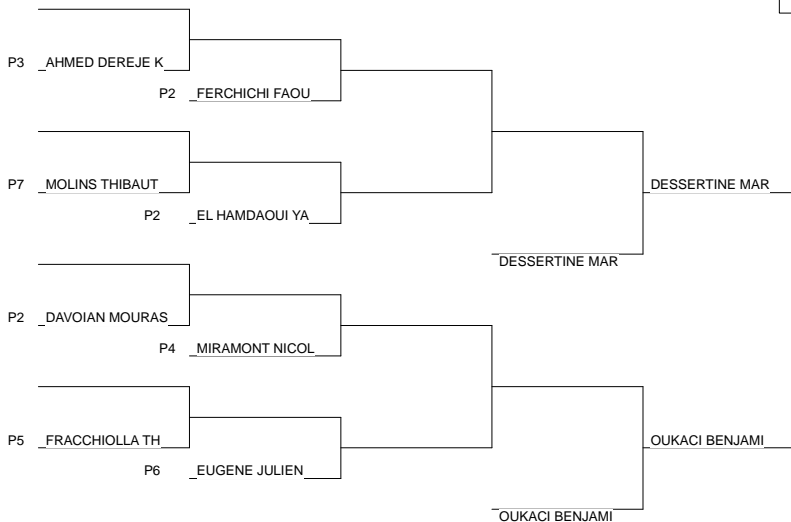 P3 AHMED DEREJE K
P2 FERCHICHI FAOU
P7 MOLINS THIBAUT
DESSERTINE MAR
P2 EL HAMDAOUI YA
DESSERTINE MAR
P2 DAVOIAN MOURAS
P4 MIRAMONT NICOL
P5 FRACCHIOLLA TH
OUKACI BENJAMI
P6 EUGENE JULIEN
OUKACI BENJAMI